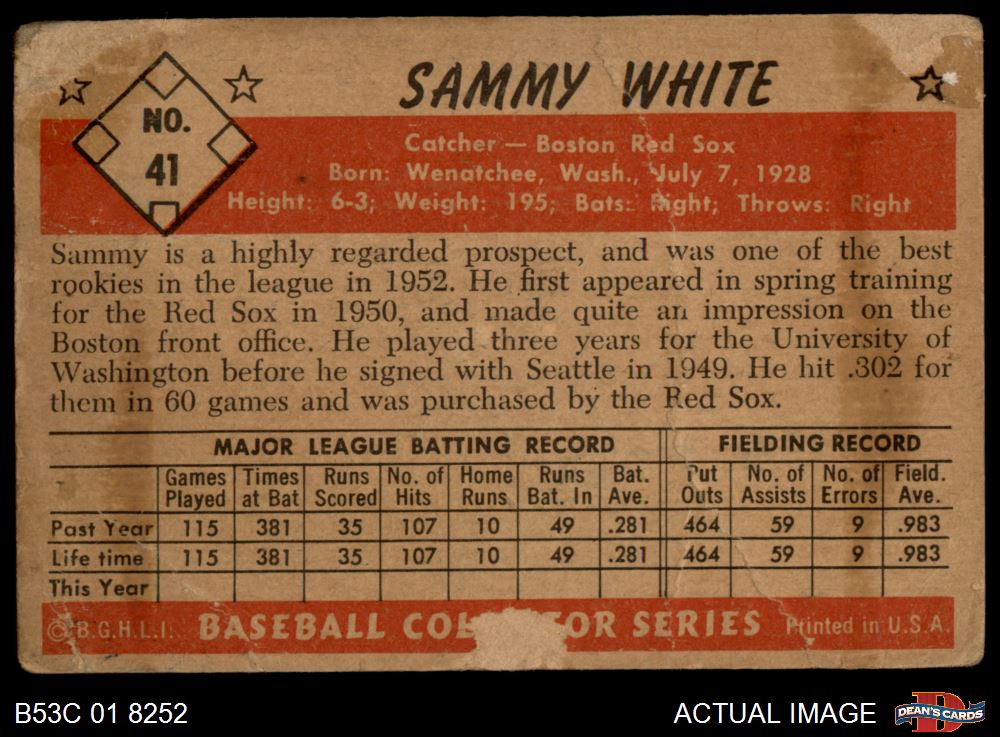 NO.
41
SAMMY WHITE
Catcher — Boston Red Sox
Born: Wenatchee, Wash., July 7, 1928
Height: 6-3; Weight: 195; Bats: Right; Throws: Right
Sammy is a highly regarded prospect, and was one of the best
rookies in the league in 1952. He first appeared in spring training
for the Red Sox in 1950, and made quite an impression on the
Boston front office. He played three years for the University of
Washington before he signed with Seattle in 1949. He hit .302 for
them in 60 games and was purchased by the Red Sox.
MAJOR LEAGUE BATTING RECORD FIELDING RECORD
Games Times Runs No. of Home Runs Bat. Put No. of No. of Field.
Played at Bat Scored Hits Runs Bat. In Ave. Outs Assists Errors Ave.
Past Year 115 381 35 107 10 49 .281 464 59 9 .983
Life time 115 381 35 107 10 49 .281 464 59 9 .983
This Year
© B.G.H.L.I. BASEBALL COLLECTOR SERIES Printed in U.S.A.
B53C 01 8252 ACTUAL IMAGE DEAN'S CARDS